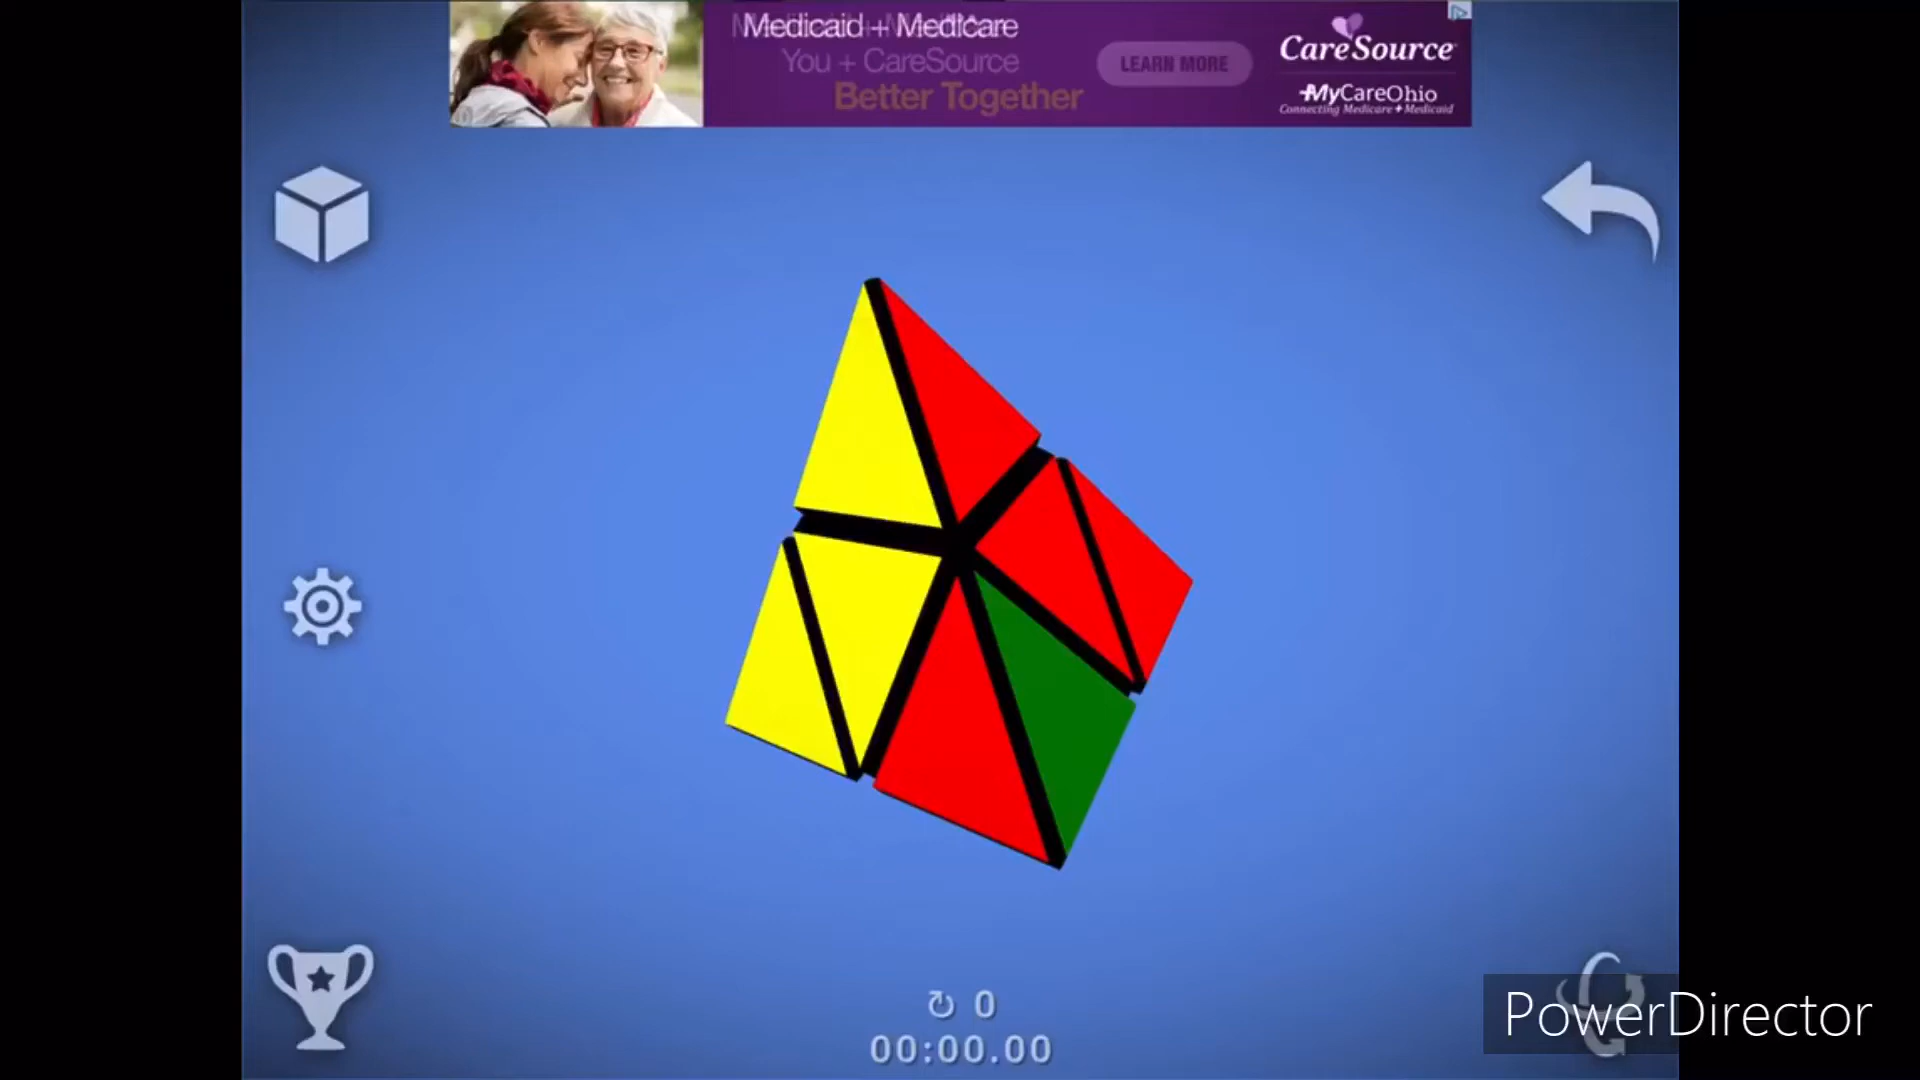 Medicaid + Medicare
You + CareSource
Better Together
LEARN MORE
CareSource
MyCareOhio
Connecting Medicare + Medicaid
0
00:00.00
PowerDirector